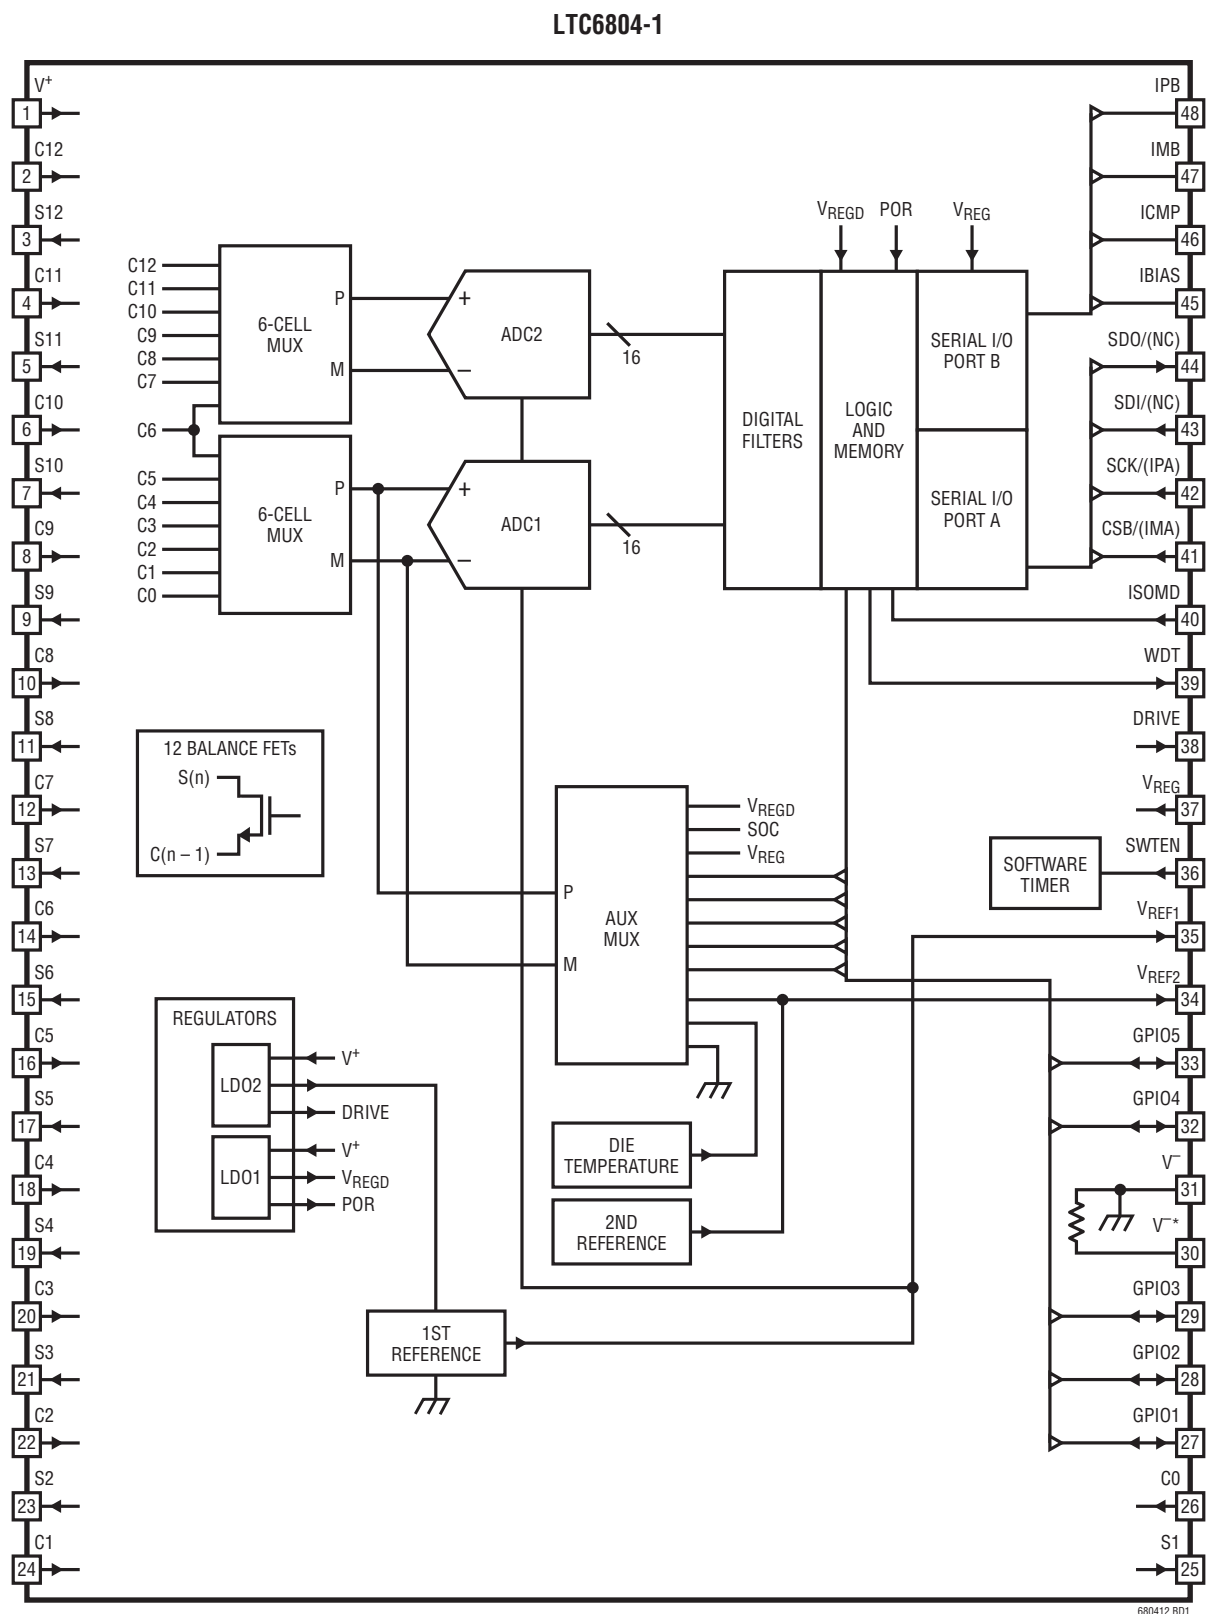 LTC6804-1
V+
1
C12
2
S12
3
C11
4
S11
5
C10
6
S10
7
C9
8
S9
9
C8
10
S8
11
C7
12
S7
13
C6
14
S6
15
C5
16
S5
17
C4
18
S4
19
C3
20
S3
21
C2
22
S2
23
C1
24
C12
C11
C10
C9
C8
C7
C6
C5
C4
C3
C2
C1
C0
6-CELL
MUX
P
M
6-CELL
MUX
P
M
+
ADC2
–
16
+
ADC1
–
16
VREGD
POR
VREG
DIGITAL
FILTERS
LOGIC
AND
MEMORY
SERIAL I/O
PORT B
SERIAL I/O
PORT A
12 BALANCE FETs
S(n)
C(n – 1)
P
AUX
MUX
M
VREGD
SOC
VREG
SOFTWARE
TIMER
REGULATORS
LDO2
V+
DRIVE
LDO1
V+
VREGD
POR
DIE
TEMPERATURE
2ND
REFERENCE
1ST
REFERENCE
IPB
48
IMB
47
ICMP
46
IBIAS
45
SDO/(NC)
44
SDI/(NC)
43
SCK/(IPA)
42
CSB/(IMA)
41
ISOMD
40
WDT
39
DRIVE
38
VREG
37
SWTEN
36
VREF1
35
VREF2
34
GPIO5
33
GPIO4
32
V–
31
V–*
30
GPIO3
29
GPIO2
28
GPIO1
27
C0
26
S1
25
680412 BD1